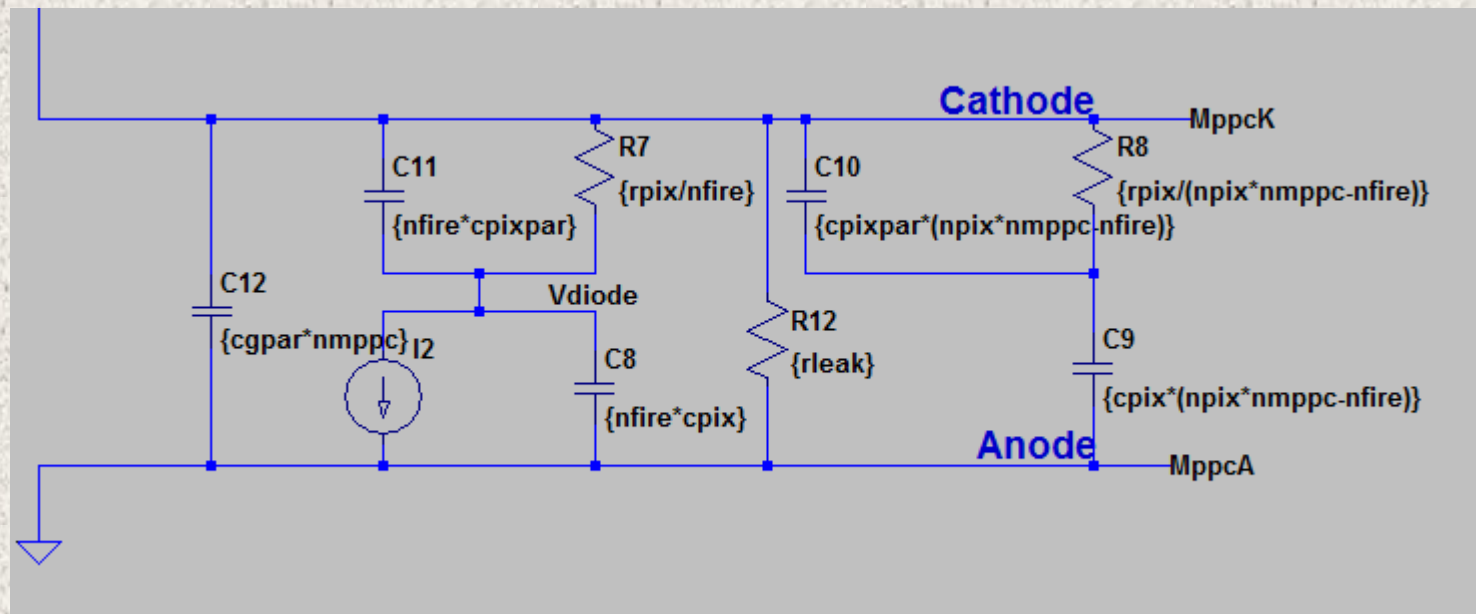 Cathode
MppcK
C11
{nfire*cpixpar}
R7
{rpix/nfire}
C10
{cpixpar*(npix*nmppc-nfire)}
R8
{rpix/(npix*nmppc-nfire)}
C12
{cgpar*nmppc}
Vdiode
I2
C8
{nfire*cpix}
R12
{rleak}
C9
{cpix*(npix*nmppc-nfire)}
Anode
MppcA